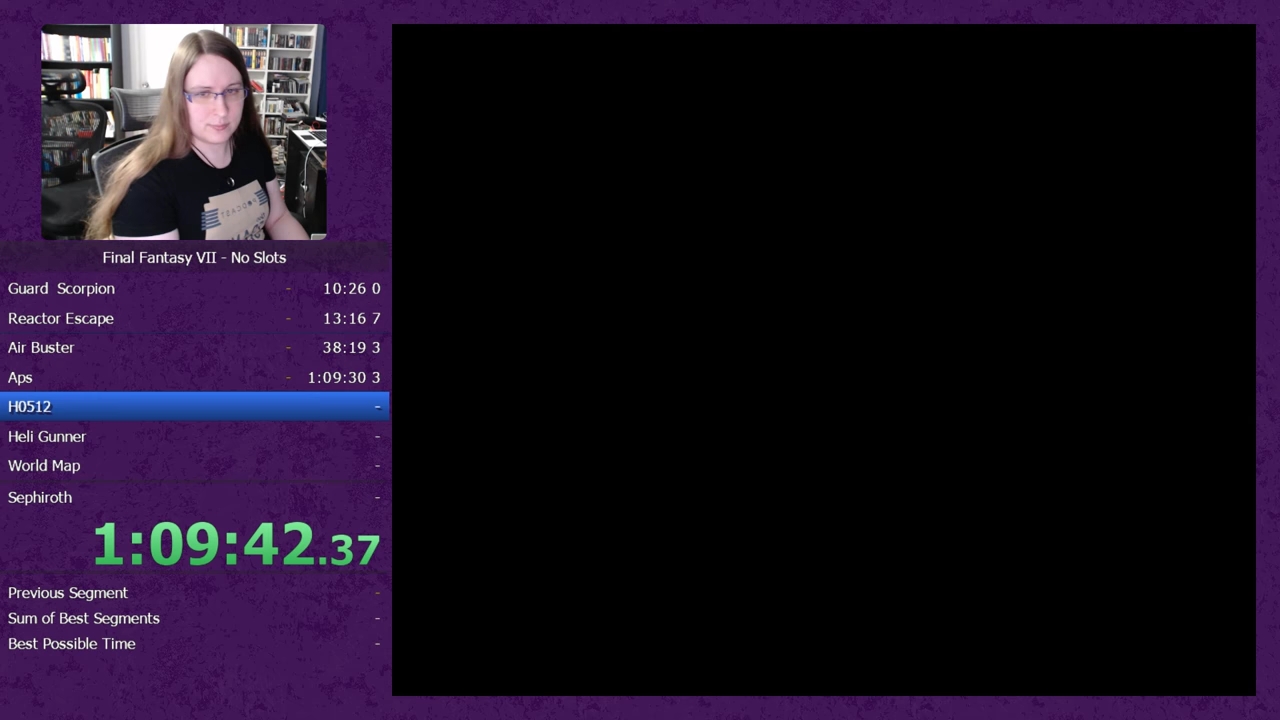 Final Fantasy VII - No Slots
Guard Scorpion - 10:26 0
Reactor Escape - 13:16 7
Air Buster - 38:19 3
Aps - 1:09:30 3
H0512 -
Heli Gunner -
World Map -
Sephiroth -
1:09:42.37
Previous Segment -
Sum of Best Segments -
Best Possible Time -